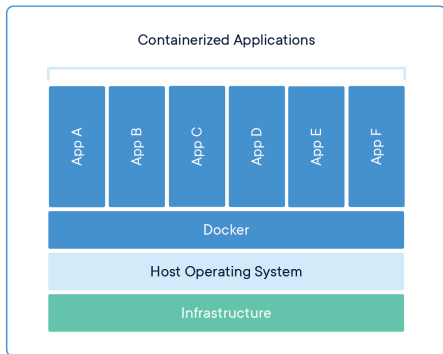 Containerized Applications
App A
App B
App C
App D
App E
App F
Docker
Host Operating System
Infrastructure